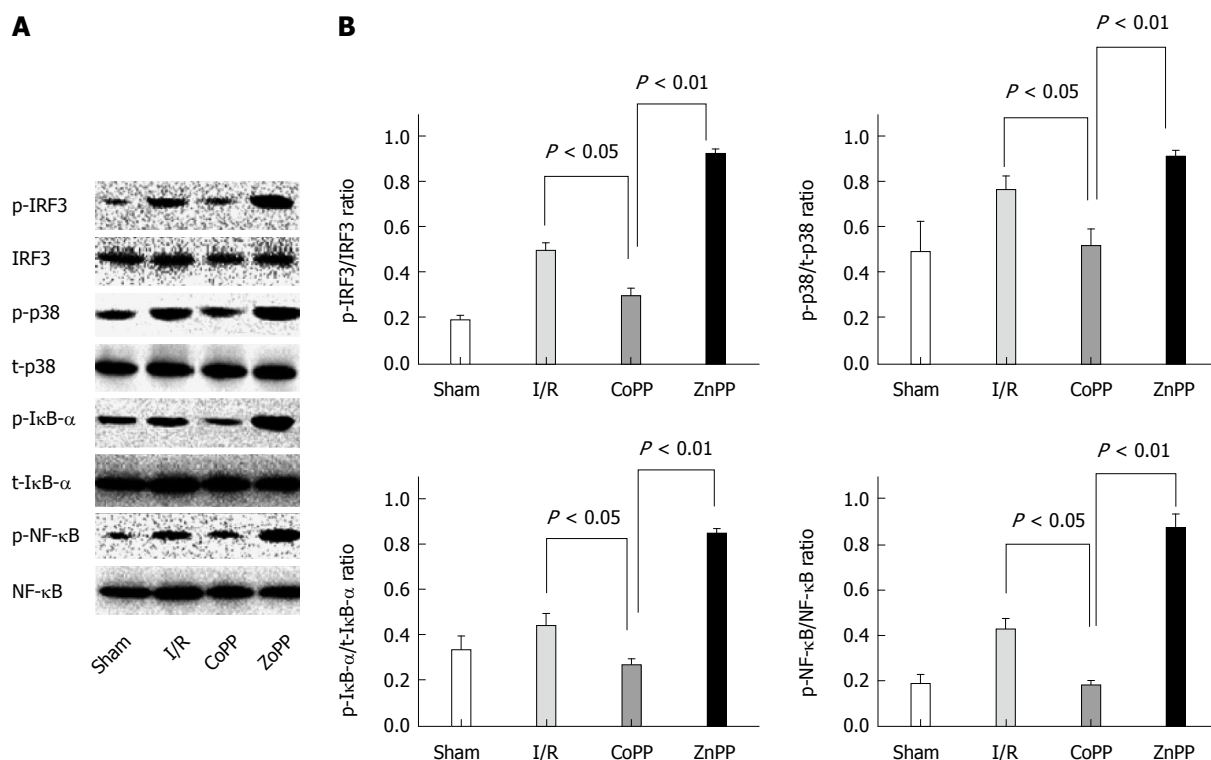 A
p-IRF3
IRF3
p-p38
t-p38
p-IκB-α
t-IκB-α
p-NF-κB
NF-κB
Sham I/R CoPP ZoPP
B
P < 0.01
P < 0.05
p-IRF3/IRF3 ratio
1.0
0.8
0.6
0.4
0.2
0.0
Sham I/R CoPP ZnPP
P < 0.01
P < 0.05
p-p38/t-p38 ratio
1.0
0.8
0.6
0.4
0.2
0.0
Sham I/R CoPP ZnPP
P < 0.01
P < 0.05
p-IκB-α/t-IκB-α ratio
1.0
0.8
0.6
0.4
0.2
0.0
Sham I/R CoPP ZnPP
P < 0.01
P < 0.05
p-NF-κB/NF-κB ratio
1.0
0.8
0.6
0.4
0.2
0.0
Sham I/R CoPP ZnPP